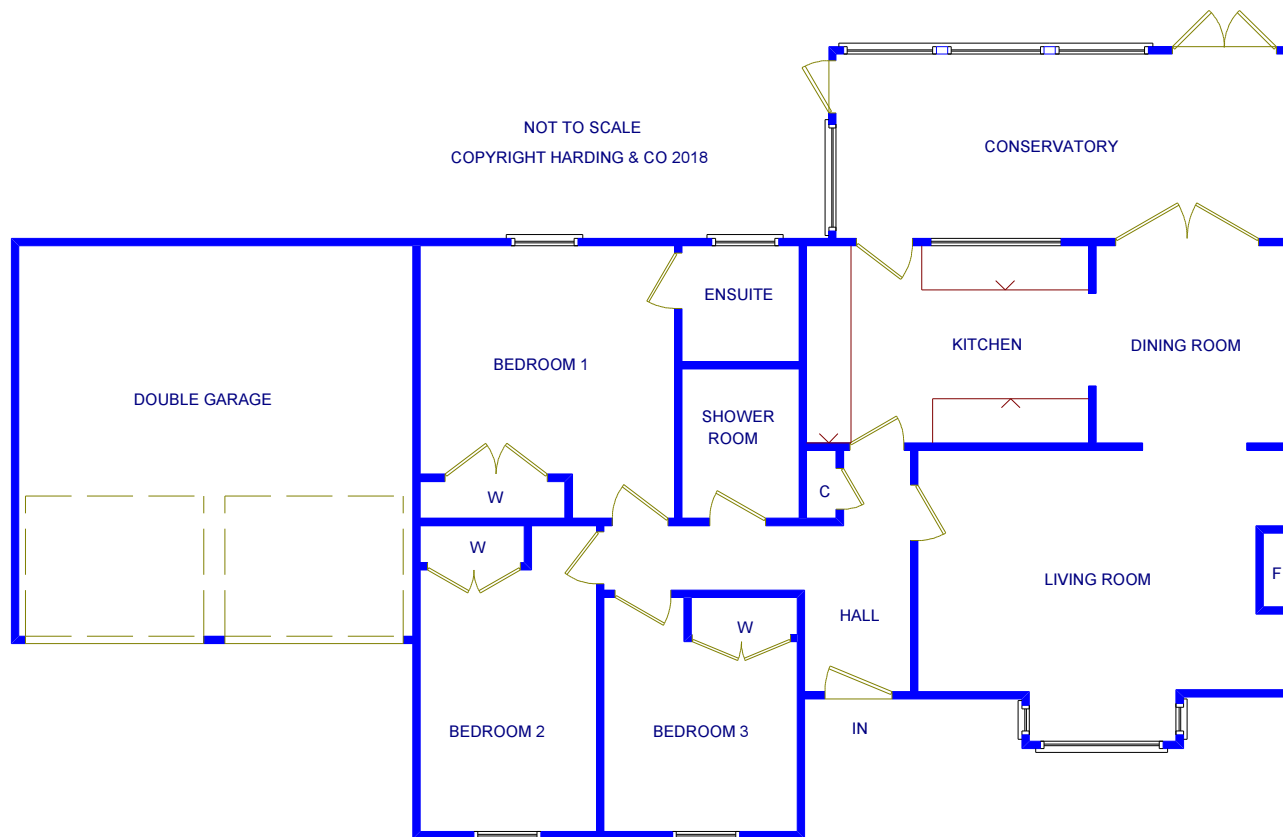 NOT TO SCALE
COPYRIGHT HARDING & CO 2018
CONSERVATORY
ENSUITE
KITCHEN
DINING ROOM
BEDROOM 1
DOUBLE GARAGE
SHOWER
ROOM
W
C
W
LIVING ROOM
F
HALL
W
BEDROOM 2
BEDROOM 3
IN